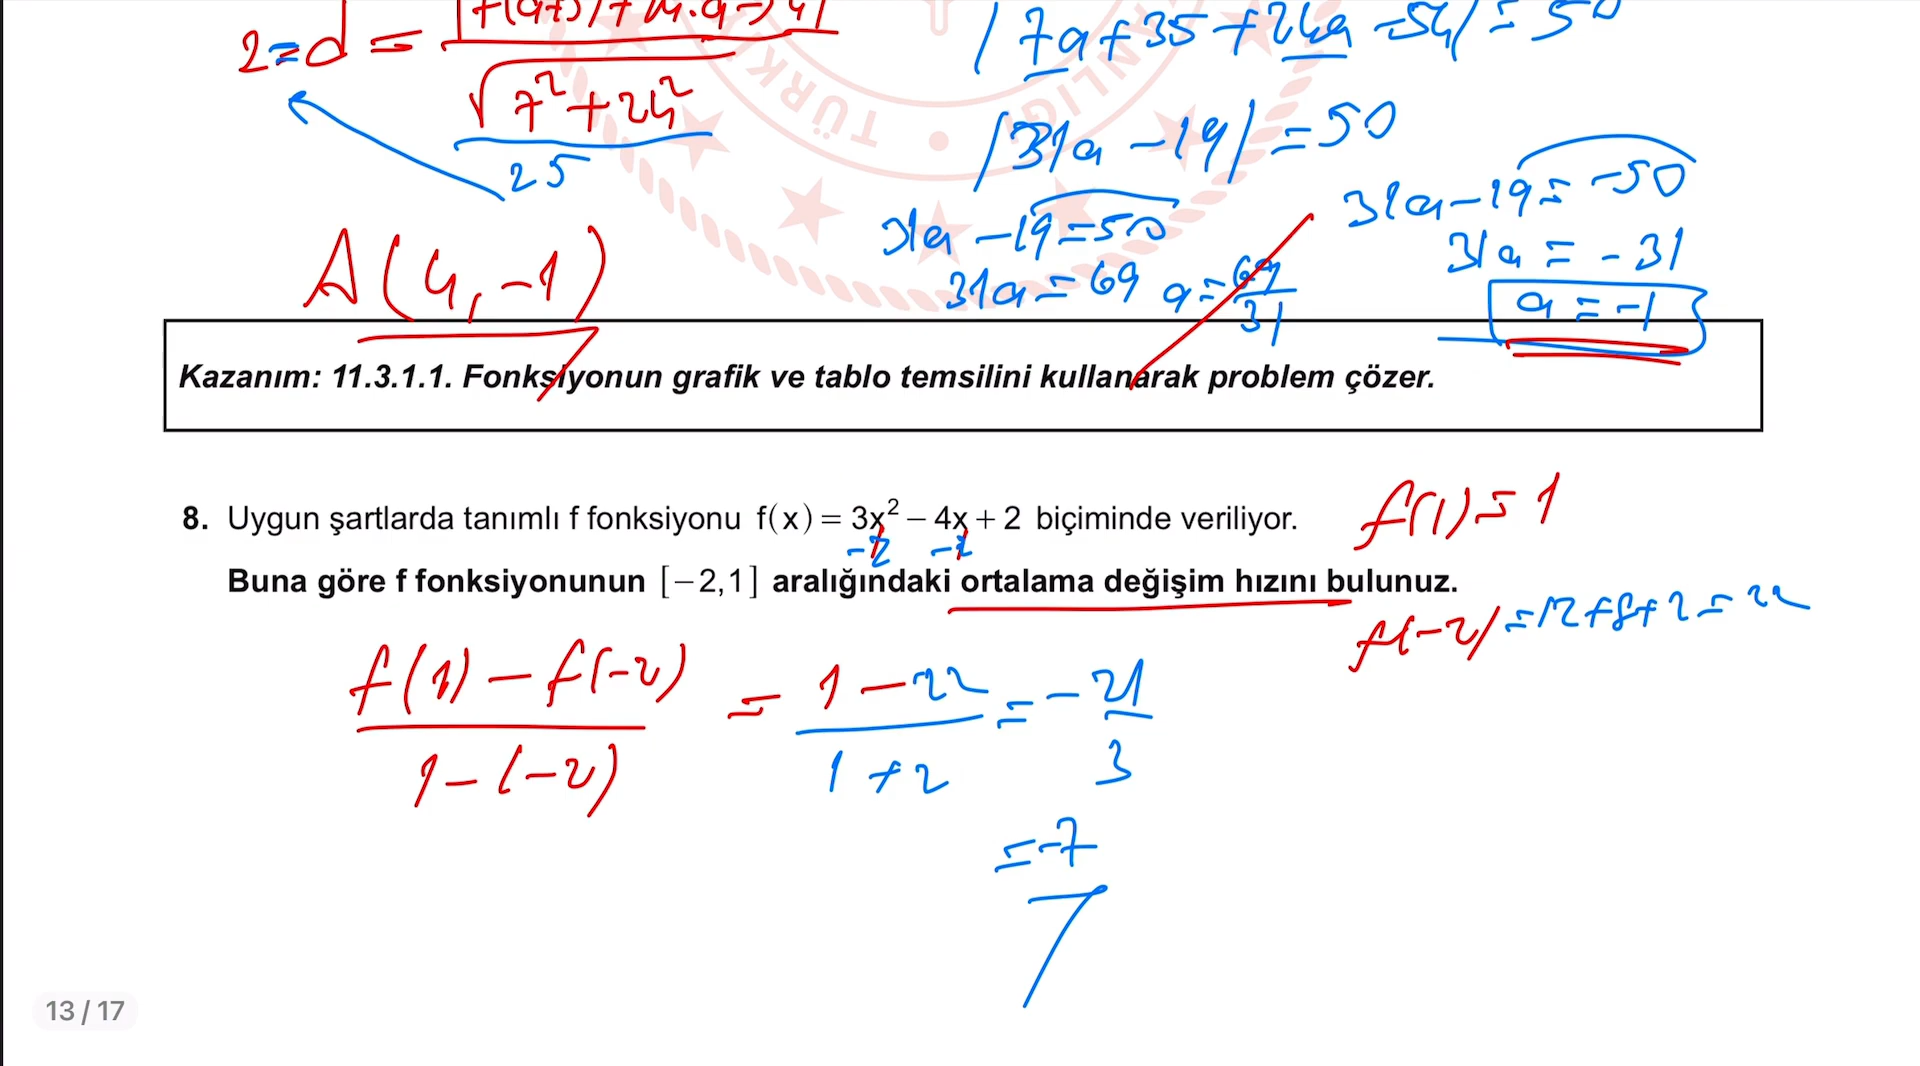 2=d=
√7²+24²
25
A(4,-1)
|7a+35+24a-54|=50
|31a-19|=50
31a-19=50
31a=69 a=69/31
31a-19=-50
31a=-31
a=-1
TÜRK
NLIĞI
Kazanım: 11.3.1.1. Fonksiyonun grafik ve tablo temsilini kullanarak problem çözer.
8. Uygun şartlarda tanımlı f fonksiyonu f(x)=3x²-4x+2 biçiminde veriliyor.
f(1)=1
Buna göre f fonksiyonunun [-2,1] aralığındaki ortalama değişim hızını bulunuz.
f(-2)=12+8+2=22
f(1)-f(-2) = 1-22 = -21
1-(-2) 1+2 3
=-7
13 / 17